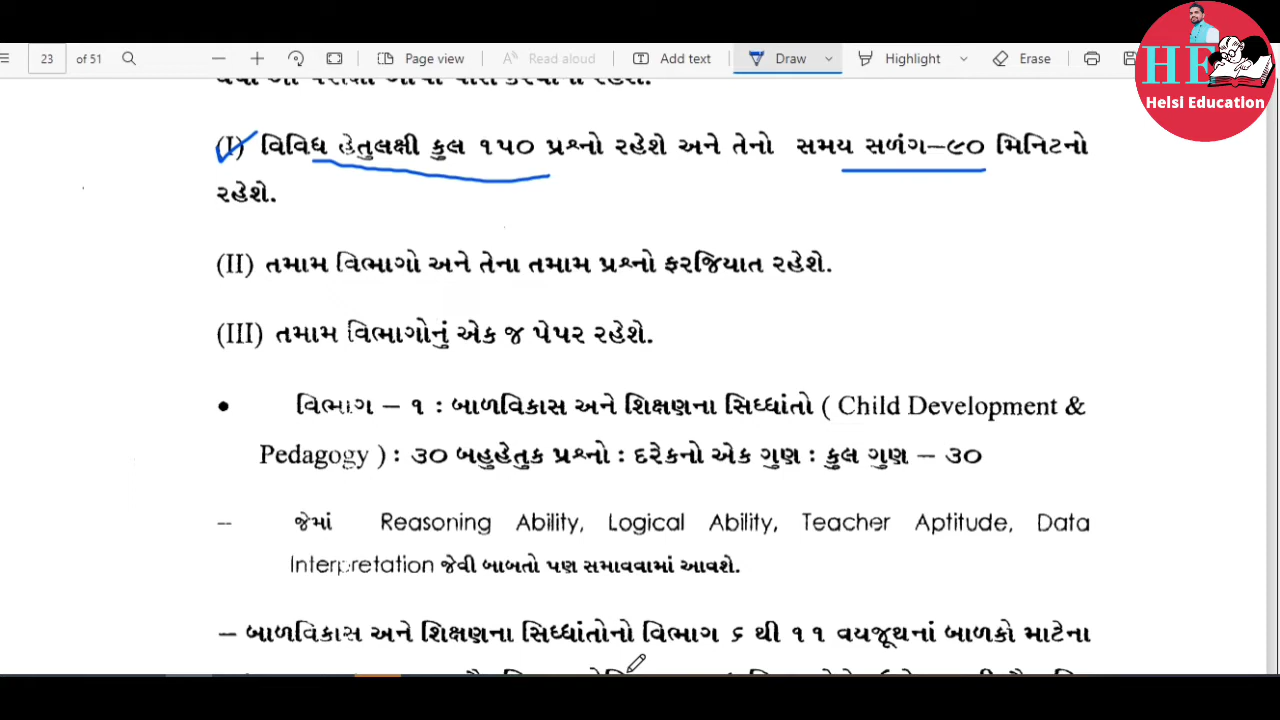 23 of 51 Page view Read aloud Add text Draw Highlight Erase
HE
Helsi Education
(I) વિવિધ હેતુલક્ષી કુલ ૧૫૦ પ્રશ્નો રહેશે અને તેનો સમય સળંગ–૯૦ મિનિટનો
રહેશે.
(II) તમામ વિભાગો અને તેના તમામ પ્રશ્નો ફરજિયાત રહેશે.
(III) તમામ વિભાગોનું એક જ પેપર રહેશે.
• વિભાગ – ૧ : બાળવિકાસ અને શિક્ષણના સિધ્ધાંતો ( Child Development &
Pedagogy ) : ૩૦ બહુહેતુક પ્રશ્નો : દરેકનો એક ગુણ : કુલ ગુણ – ૩૦
– જેમાં Reasoning Ability, Logical Ability, Teacher Aptitude, Data
Interpretation જેવી બાબતો પણ સમાવવામાં આવશે.
– બાળવિકાસ અને શિક્ષણના સિધ્ધાંતોનો વિભાગ ૬ થી ૧૧ વયજૂથનાં બાળકો માટેના